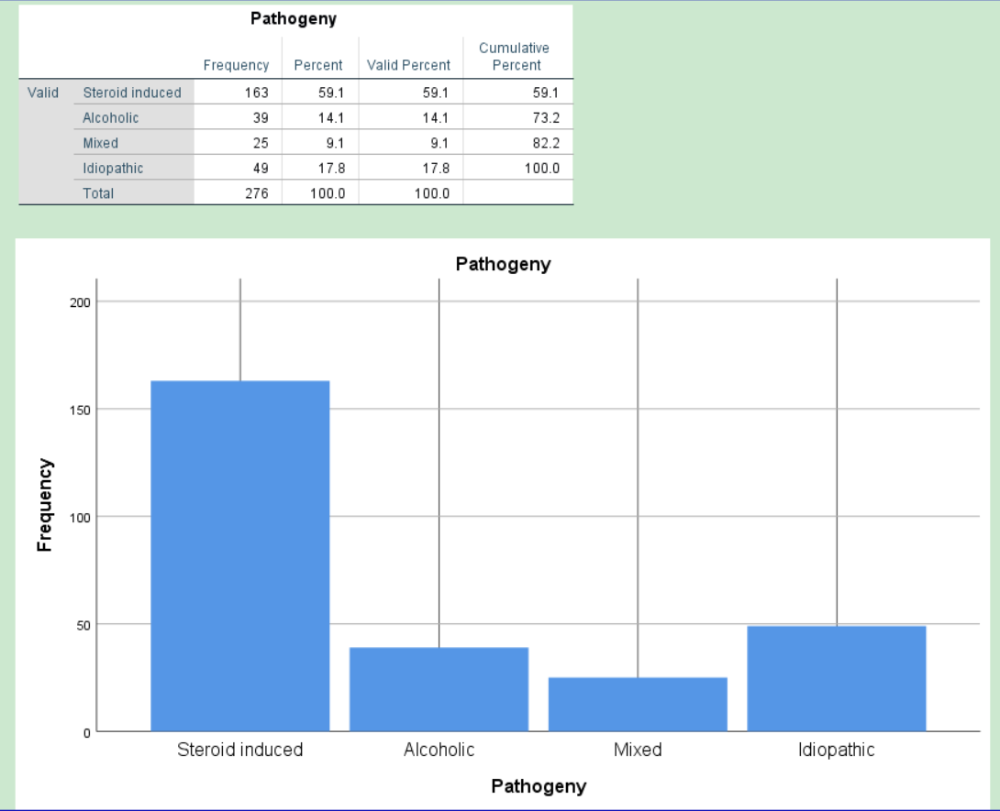 Pathogeny
Frequency Percent Valid Percent Cumulative Percent
Valid Steroid induced 163 59.1 59.1 59.1
Alcoholic 39 14.1 14.1 73.2
Mixed 25 9.1 9.1 82.2
Idiopathic 49 17.8 17.8 100.0
Total 276 100.0 100.0
Pathogeny
200
150
100
50
0
Frequency
Steroid induced Alcoholic Mixed Idiopathic
Pathogeny